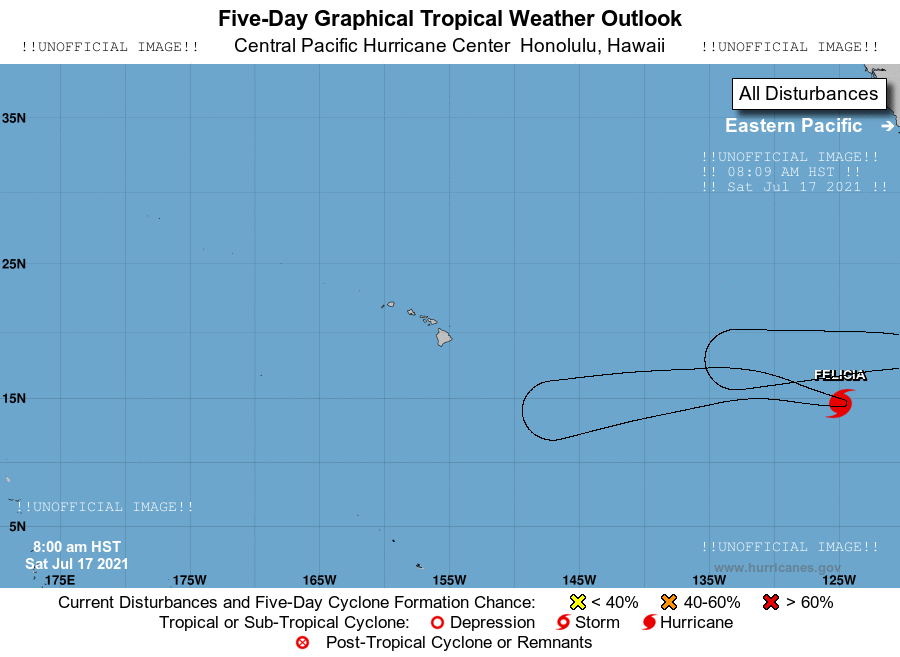 Five-Day Graphical Tropical Weather Outlook
!!UNOFFICIAL IMAGE!! Central Pacific Hurricane Center Honolulu, Hawaii !!UNOFFICIAL IMAGE!!
All Disturbances
35N
Eastern Pacific
!!UNOFFICIAL IMAGE!!
!! 08:09 AM HST !!
!! Sat Jul 17 2021 !!
25N
FELICIA
15N
!!UNOFFICIAL IMAGE!!
5N
8:00 am HST
Sat Jul 17 2021
!!UNOFFICIAL IMAGE!!
www.hurricanes.gov
175E 175W 165W 155W 145W 135W 125W
Current Disturbances and Five-Day Cyclone Formation Chance: < 40% 40-60% > 60%
Tropical or Sub-Tropical Cyclone: Depression Storm Hurricane
Post-Tropical Cyclone or Remnants